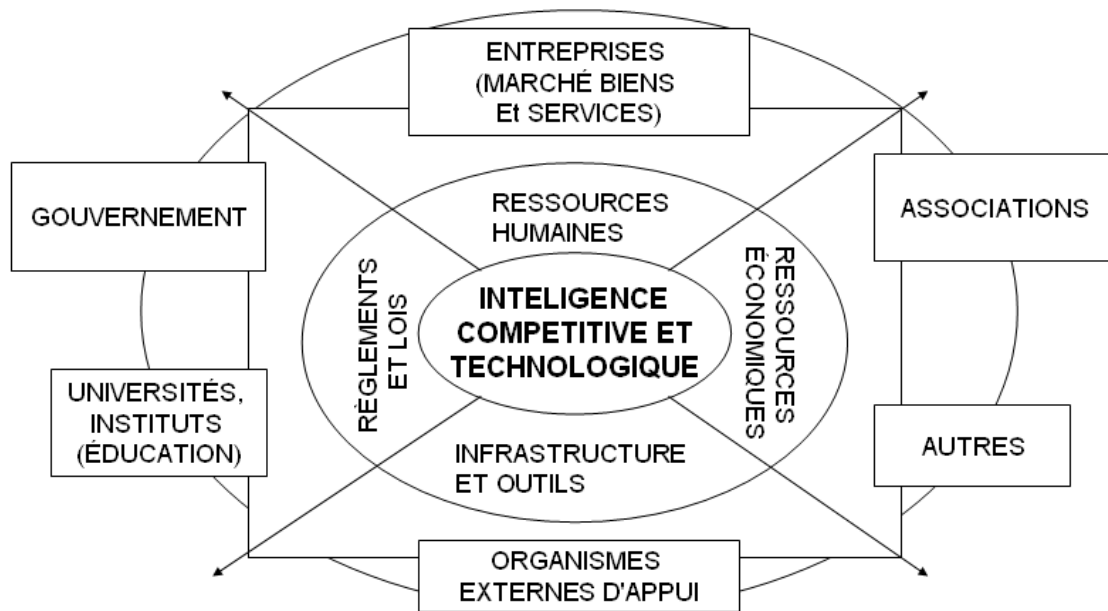 ENTREPRISES
(MARCHÉ BIENS
Et SERVICES)
GOUVERNEMENT
ASSOCIATIONS
RESSOURCES
HUMAINES
RÈGLEMENTS
ET LOIS
INTELIGENCE
COMPETITIVE ET
TECHNOLOGIQUE
RESSOURCES
ÉCONOMIQUES
UNIVERSITÉS,
INSTITUTS
(ÉDUCATION)
AUTRES
INFRASTRUCTURE
ET OUTILS
ORGANISMES
EXTERNES D'APPUI